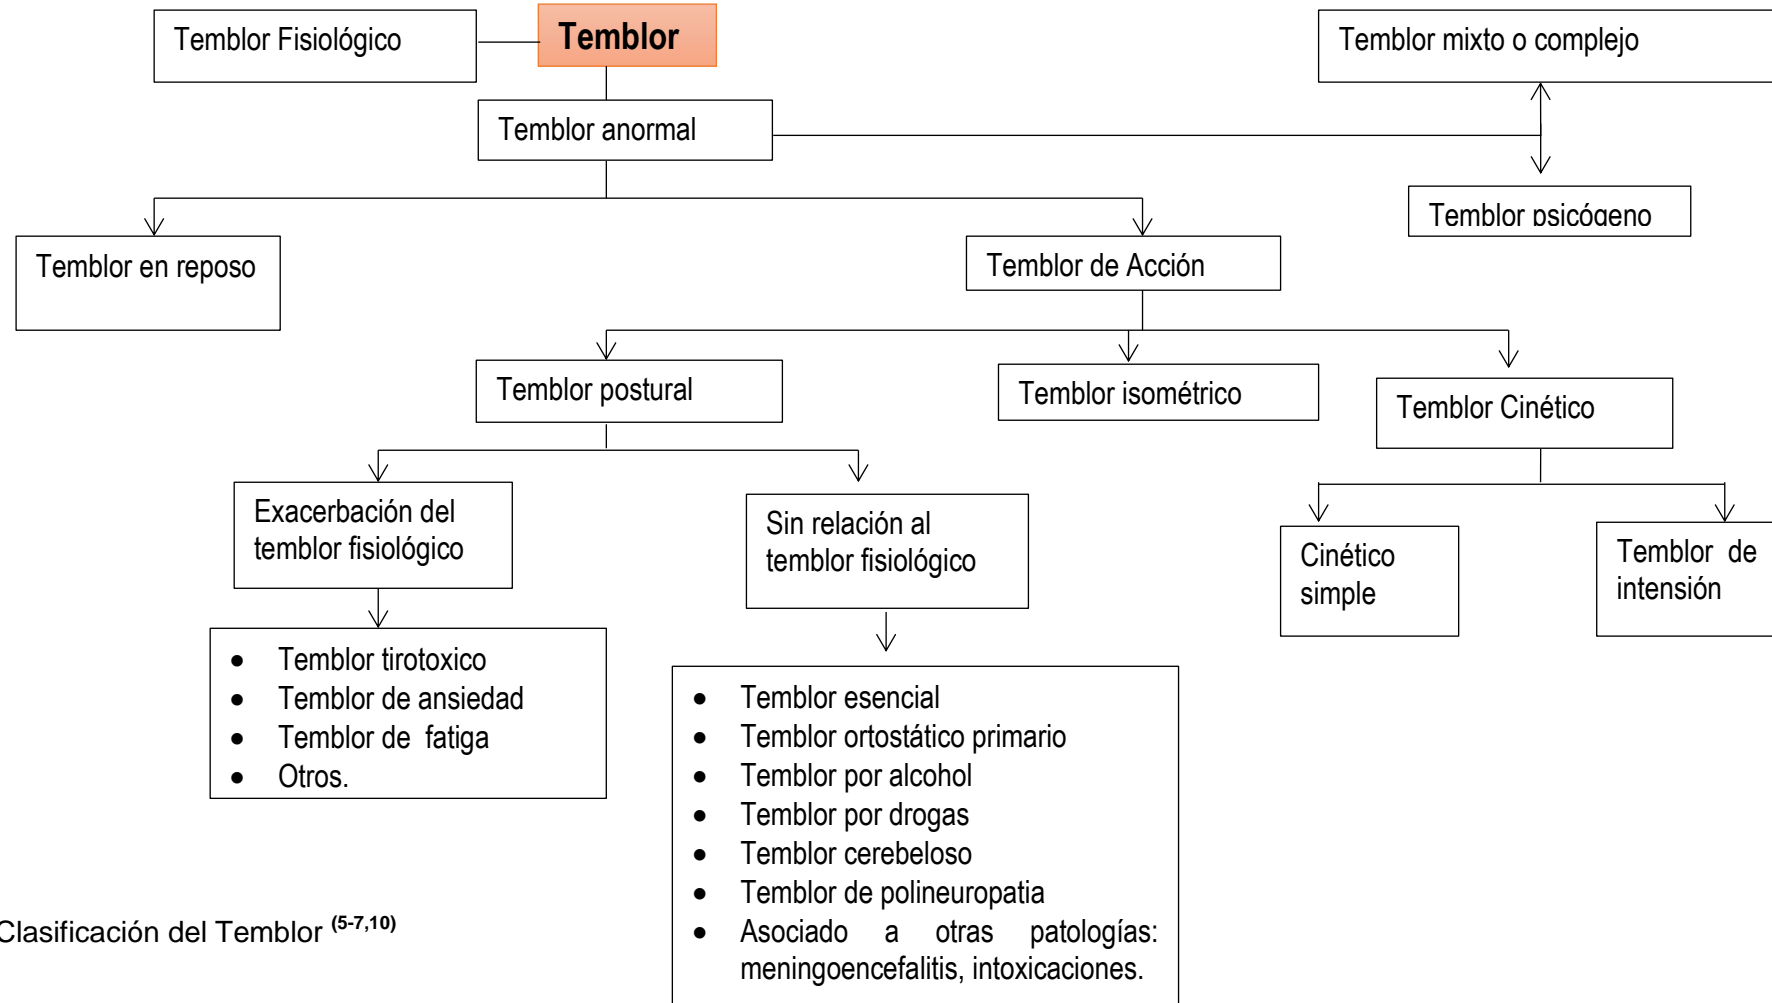 Temblor Fisiológico
Temblor
Temblor mixto o complejo
Temblor anormal
Temblor psicógeno
Temblor en reposo
Temblor de Acción
Temblor postural
Temblor isométrico
Temblor Cinético
Exacerbación del
temblor fisiológico
Sin relación al
temblor fisiológico
Cinético
simple
Temblor de
intensión
• Temblor tirotoxico
• Temblor de ansiedad
• Temblor de fatiga
• Otros.
• Temblor esencial
• Temblor ortostático primario
• Temblor por alcohol
• Temblor por drogas
• Temblor cerebeloso
• Temblor de polineuropatia
• Asociado a otras patologías:
meningoencefalitis, intoxicaciones.
Clasificación del Temblor (5-7,10)